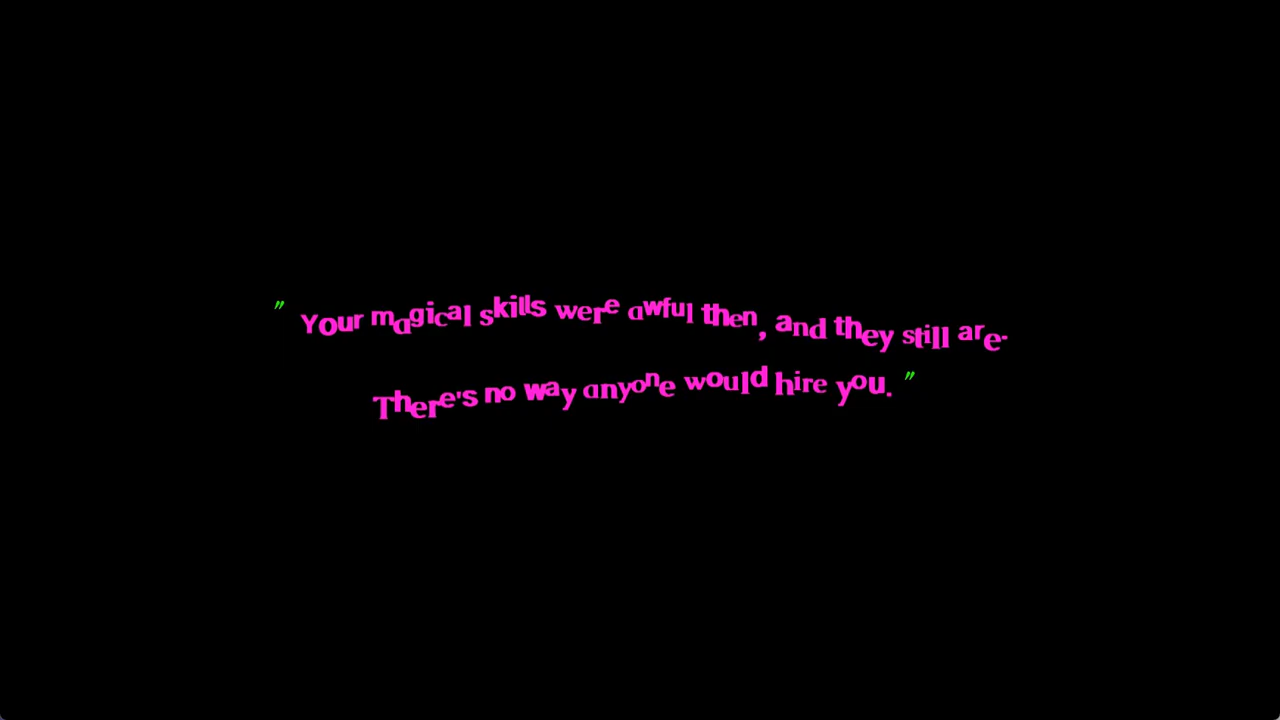 " Your magical skills were awful then, and they still are.
There's no way anyone would hire you. "